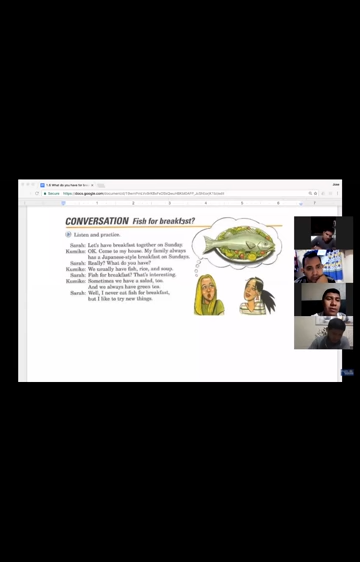 CONVERSATION Fish for breakfast?
Listen and practice.
Sarah: Let's have breakfast together on Sunday.
Kumiko: OK. Come to my house. My family always
has a Japanese-style breakfast on Sundays.
Sarah: Really? What do you have?
Kumiko: We usually have fish, rice, and soup.
Sarah: Fish for breakfast? That's interesting.
Kumiko: Sometimes we have a salad, too.
And we always have green tea.
Sarah: Well, I never eat fish for breakfast,
but I like to try new things.